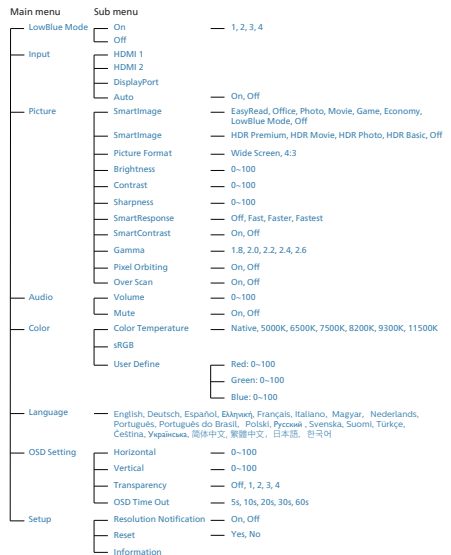 Main menu Sub menu
LowBlue Mode On 1, 2, 3, 4
Off
Input HDMI 1
HDMI 2
DisplayPort
Auto On, Off
Picture SmartImage EasyRead, Office, Photo, Movie, Game, Economy,
LowBlue Mode, Off
SmartImage HDR Premium, HDR Movie, HDR Photo, HDR Basic, Off
Picture Format Wide Screen, 4:3
Brightness 0~100
Contrast 0~100
Sharpness 0~100
SmartResponse Off, Fast, Faster, Fastest
SmartContrast On, Off
Gamma 1.8, 2.0, 2.2, 2.4, 2.6
Pixel Orbiting On, Off
Over Scan On, Off
Audio Volume 0~100
Mute On, Off
Color Color Temperature Native, 5000K, 6500K, 7500K, 8200K, 9300K, 11500K
sRGB
User Define Red: 0~100
Green: 0~100
Blue: 0~100
Language English, Deutsch, Español, Ελληνική, Français, Italiano, Magyar, Nederlands,
Português, Português do Brasil, Polski, Русский , Svenska, Suomi, Türkçe,
Čeština, Українська, 简体中文, 繁體中文, 日本語, 한국어
OSD Setting Horizontal 0~100
Vertical 0~100
Transparency Off, 1, 2, 3, 4
OSD Time Out 5s, 10s, 20s, 30s, 60s
Setup Resolution Notification On, Off
Reset Yes, No
Information